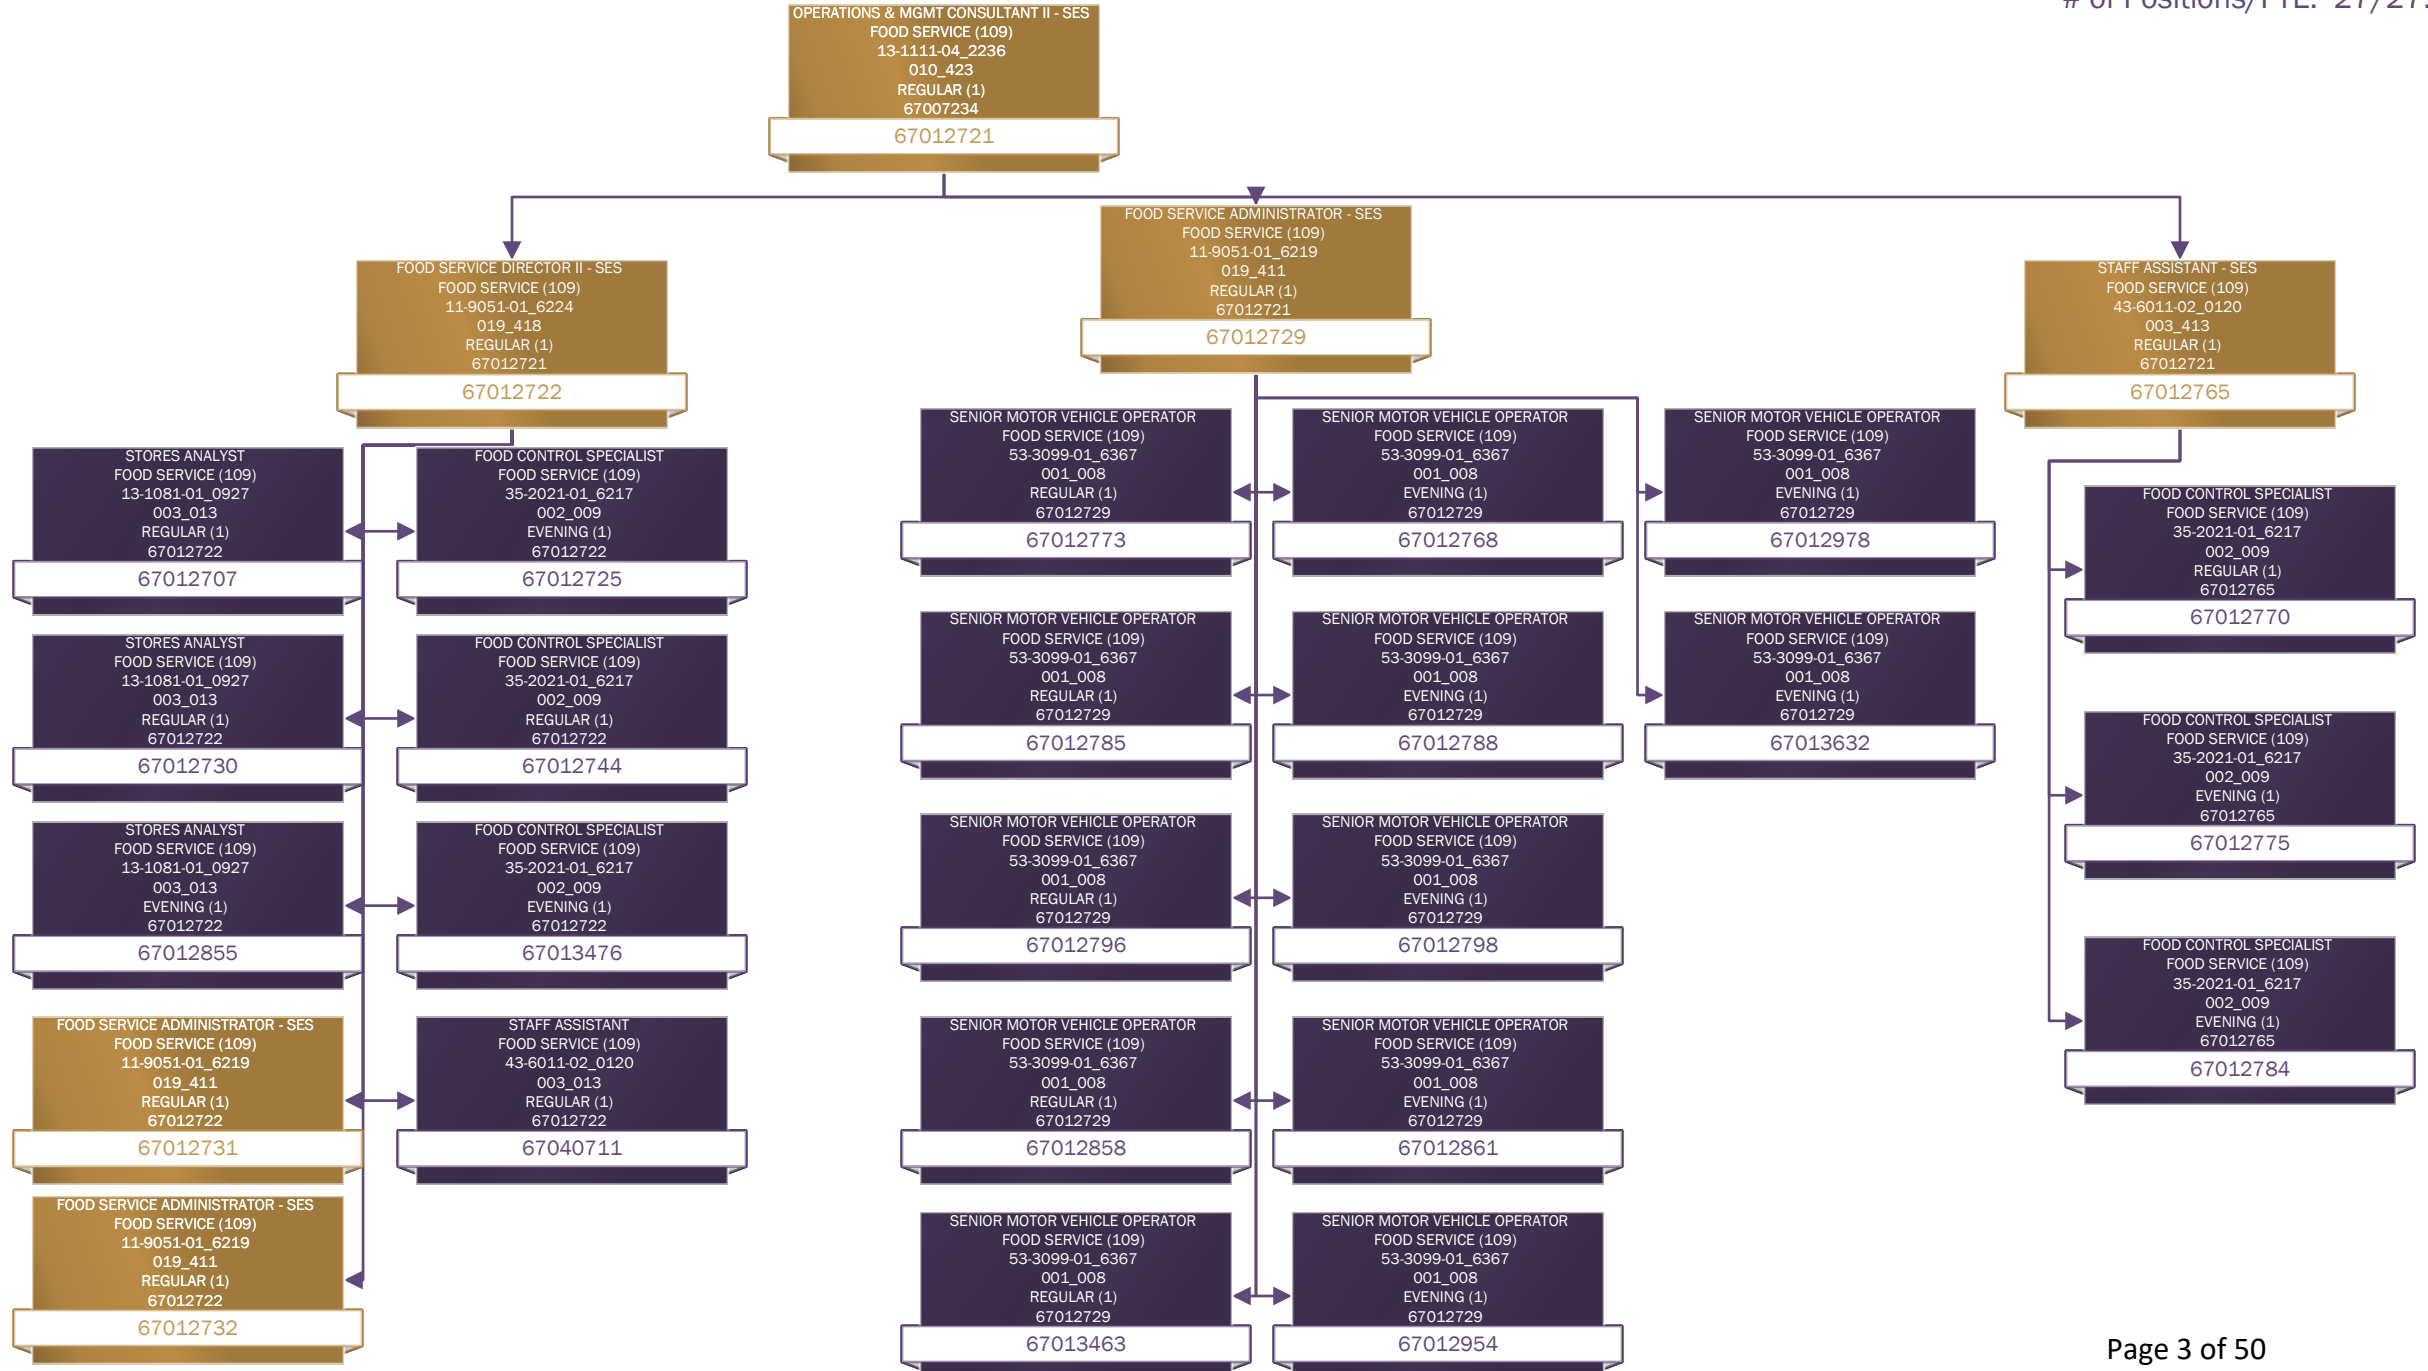 # of Positions/FTE: 27/27.
OPERATIONS & MGMT CONSULTANT II - SES
FOOD SERVICE (109)
13-1111-04_2236
010_423
REGULAR (1)
67007234
67012721
FOOD SERVICE DIRECTOR II - SES
FOOD SERVICE (109)
11-9051-01_6224
019_418
REGULAR (1)
67012721
67012722
FOOD SERVICE ADMINISTRATOR - SES
FOOD SERVICE (109)
11-9051-01_6219
019_411
REGULAR (1)
67012721
67012729
STAFF ASSISTANT - SES
FOOD SERVICE (109)
43-6011-02_0120
003_413
REGULAR (1)
67012721
67012765
STORES ANALYST
FOOD SERVICE (109)
13-1081-01_0927
003_013
REGULAR (1)
67012722
67012707
FOOD CONTROL SPECIALIST
FOOD SERVICE (109)
35-2021-01_6217
002_009
EVENING (1)
67012722
67012725
STORES ANALYST
FOOD SERVICE (109)
13-1081-01_0927
003_013
REGULAR (1)
67012722
67012730
FOOD CONTROL SPECIALIST
FOOD SERVICE (109)
35-2021-01_6217
002_009
REGULAR (1)
67012722
67012744
STORES ANALYST
FOOD SERVICE (109)
13-1081-01_0927
003_013
EVENING (1)
67012722
67012855
FOOD CONTROL SPECIALIST
FOOD SERVICE (109)
35-2021-01_6217
002_009
EVENING (1)
67012722
67013476
FOOD SERVICE ADMINISTRATOR - SES
FOOD SERVICE (109)
11-9051-01_6219
019_411
REGULAR (1)
67012722
67012731
STAFF ASSISTANT
FOOD SERVICE (109)
43-6011-02_0120
003_013
REGULAR (1)
67012722
67040711
FOOD SERVICE ADMINISTRATOR - SES
FOOD SERVICE (109)
11-9051-01_6219
019_411
REGULAR (1)
67012722
67012732
SENIOR MOTOR VEHICLE OPERATOR
FOOD SERVICE (109)
53-3099-01_6367
001_008
REGULAR (1)
67012729
67012773
SENIOR MOTOR VEHICLE OPERATOR
FOOD SERVICE (109)
53-3099-01_6367
001_008
EVENING (1)
67012729
67012768
SENIOR MOTOR VEHICLE OPERATOR
FOOD SERVICE (109)
53-3099-01_6367
001_008
EVENING (1)
67012729
67012978
SENIOR MOTOR VEHICLE OPERATOR
FOOD SERVICE (109)
53-3099-01_6367
001_008
REGULAR (1)
67012729
67012785
SENIOR MOTOR VEHICLE OPERATOR
FOOD SERVICE (109)
53-3099-01_6367
001_008
EVENING (1)
67012729
67012788
SENIOR MOTOR VEHICLE OPERATOR
FOOD SERVICE (109)
53-3099-01_6367
001_008
EVENING (1)
67012729
67013632
SENIOR MOTOR VEHICLE OPERATOR
FOOD SERVICE (109)
53-3099-01_6367
001_008
REGULAR (1)
67012729
67012796
SENIOR MOTOR VEHICLE OPERATOR
FOOD SERVICE (109)
53-3099-01_6367
001_008
EVENING (1)
67012729
67012798
SENIOR MOTOR VEHICLE OPERATOR
FOOD SERVICE (109)
53-3099-01_6367
001_008
REGULAR (1)
67012729
67012858
SENIOR MOTOR VEHICLE OPERATOR
FOOD SERVICE (109)
53-3099-01_6367
001_008
EVENING (1)
67012729
67012861
SENIOR MOTOR VEHICLE OPERATOR
FOOD SERVICE (109)
53-3099-01_6367
001_008
REGULAR (1)
67012729
67013463
SENIOR MOTOR VEHICLE OPERATOR
FOOD SERVICE (109)
53-3099-01_6367
001_008
EVENING (1)
67012729
67012954
FOOD CONTROL SPECIALIST
FOOD SERVICE (109)
35-2021-01_6217
002_009
REGULAR (1)
67012765
67012770
FOOD CONTROL SPECIALIST
FOOD SERVICE (109)
35-2021-01_6217
002_009
EVENING (1)
67012765
67012775
FOOD CONTROL SPECIALIST
FOOD SERVICE (109)
35-2021-01_6217
002_009
EVENING (1)
67012765
67012784
Page 3 of 50